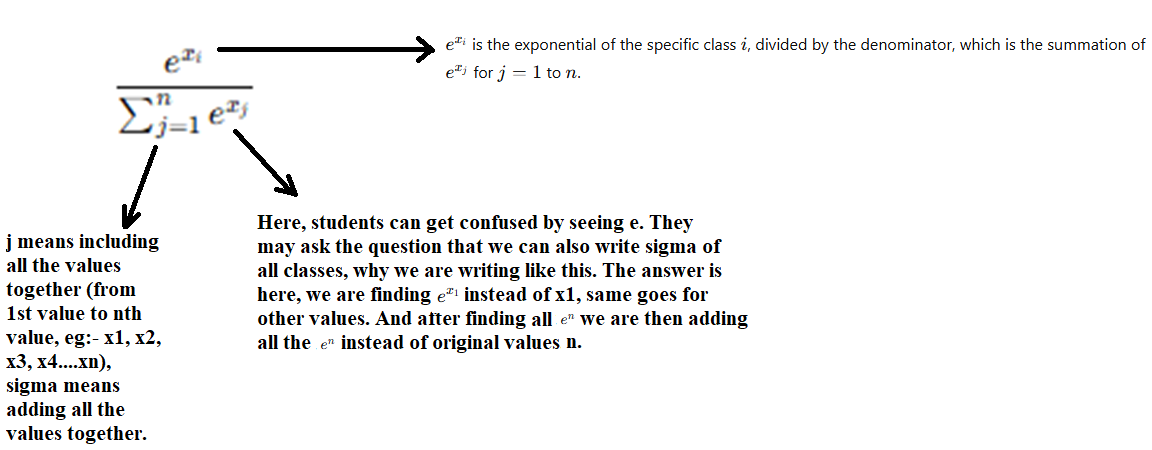 e^{x_i}
∑_{j=1}^{n} e^{x_j}
e^{x_i} is the exponential of the specific class i, divided by the denominator, which is the summation of
e^{x_j} for j = 1 to n.
j means including
all the values
together (from
1st value to nth
value, eg:- x1, x2,
x3, x4....xn),
sigma means
adding all the
values together.
Here, students can get confused by seeing e. They
may ask the question that we can also write sigma of
all classes, why we are writing like this. The answer is
here, we are finding e^{x_1} instead of x1, same goes for
other values. And after finding all e^n we are then adding
all the e^n instead of original values n.